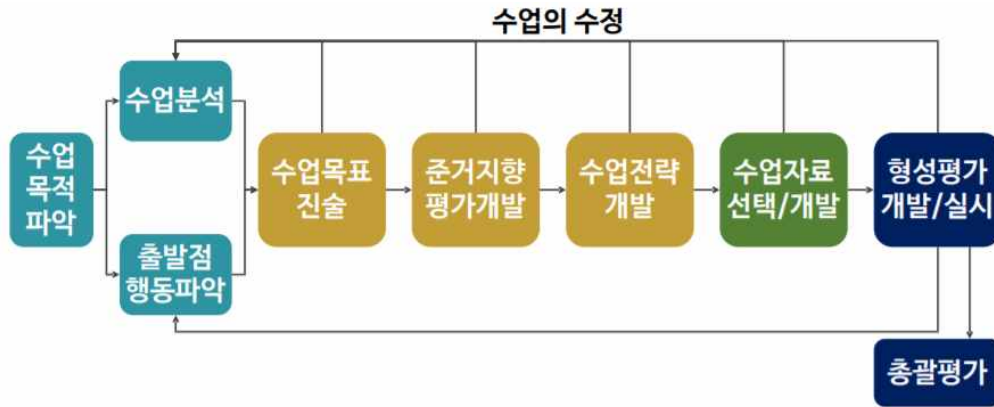 수업의 수정
수업분석
수업
목적
파악
출발점
행동파악
수업목표
진술
준거지향
평가개발
수업전략
개발
수업자료
선택/개발
형성평가
개발/실시
총괄평가